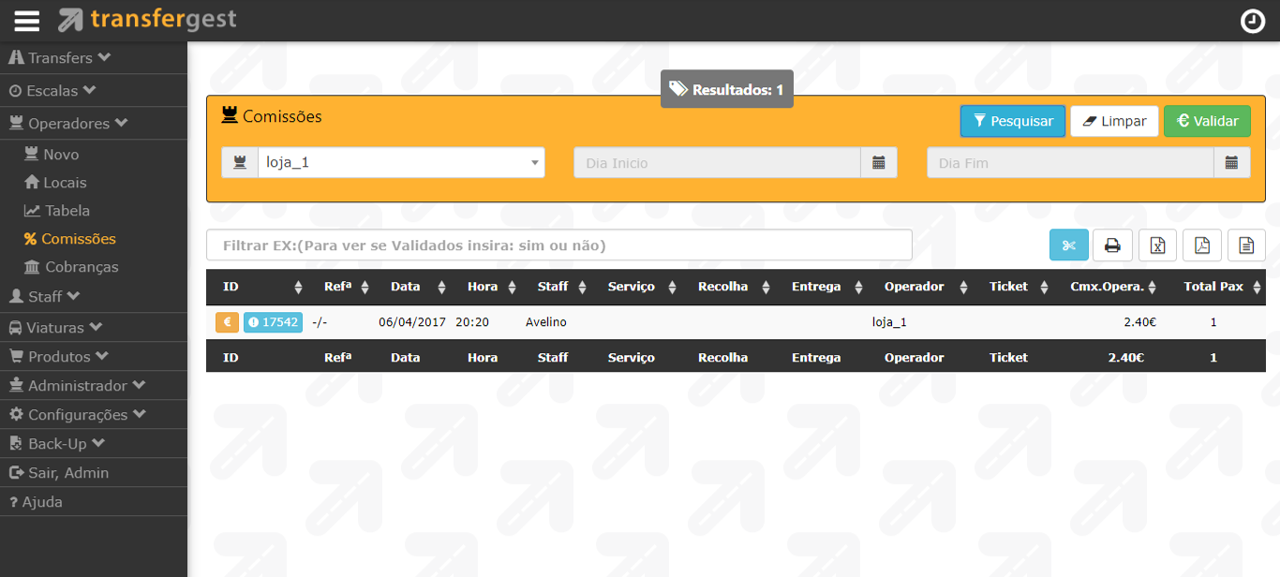 transfergest
Transfers
Escalas
Operadores
Novo
Locais
Tabela
Comissões
Cobranças
Staff
Viaturas
Produtos
Administrador
Configurações
Back-Up
Sair, Admin
? Ajuda
Resultados: 1
Comissões
Pesquisar Limpar € Validar
loja_1 Dia Inicio Dia Fim
Filtrar EX:(Para ver se Validados insira: sim ou não)
ID Refª Data Hora Staff Serviço Recolha Entrega Operador Ticket Cmx.Opera. Total Pax
€ 17542 -/- 06/04/2017 20:20 Avelino loja_1 2.40€ 1
ID Refª Data Hora Staff Serviço Recolha Entrega Operador Ticket 2.40€ 1